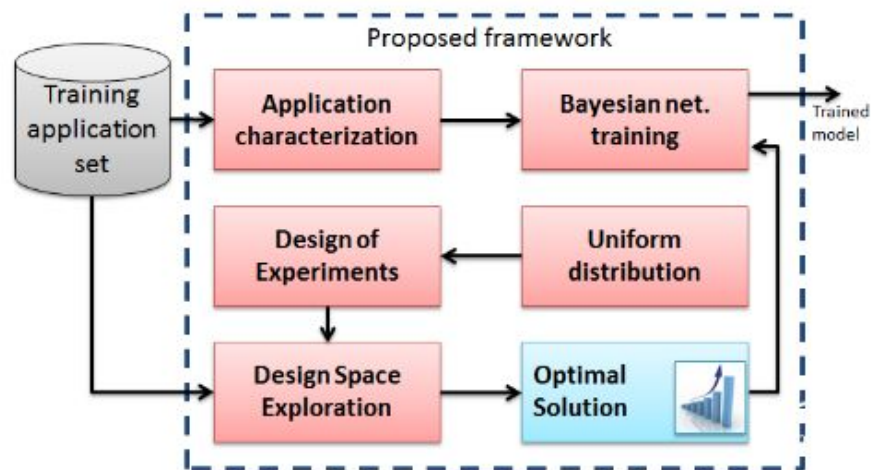 Proposed framework
Training
application
set
Application
characterization
Bayesian net.
training
Trained
model
Design of
Experiments
Uniform
distribution
Design Space
Exploration
Optimal
Solution